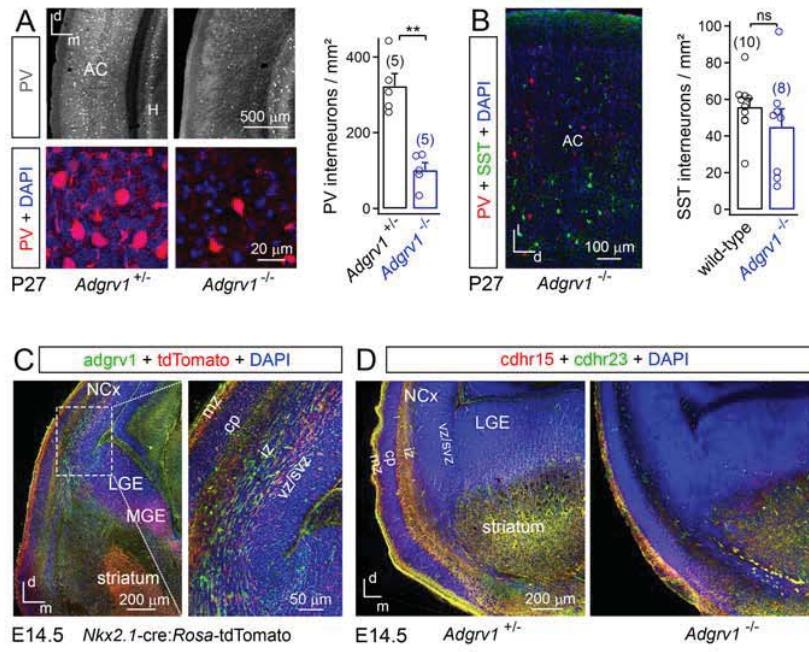 A
d
m
PV
AC
H
500 µm
PV + DAPI
20 µm
P27
Adgrv1 +/-
Adgrv1 -/-
PV interneurons / mm²
400
200
0
**
(5)
(5)
Adgrv1 +/-
Adgrv1 -/-
B
PV + SST + DAPI
AC
L
d
100 µm
P27
Adgrv1 -/-
SST interneurons / mm²
100
80
60
40
20
0
ns
(10)
(8)
wild-type
Adgrv1 -/-
C
adgrv1 + tdTomato + DAPI
NCx
LGE
MGE
striatum
d
m
200 µm
mz
cp
iz
vz/svz
50 µm
E14.5
Nkx2.1-cre:Rosa-tdTomato
D
cdhr15 + cdhr23 + DAPI
NCx
LGE
vz/svz
iz
cp
mz
striatum
d
m
200 µm
E14.5
Adgrv1 +/-
Adgrv1 -/-